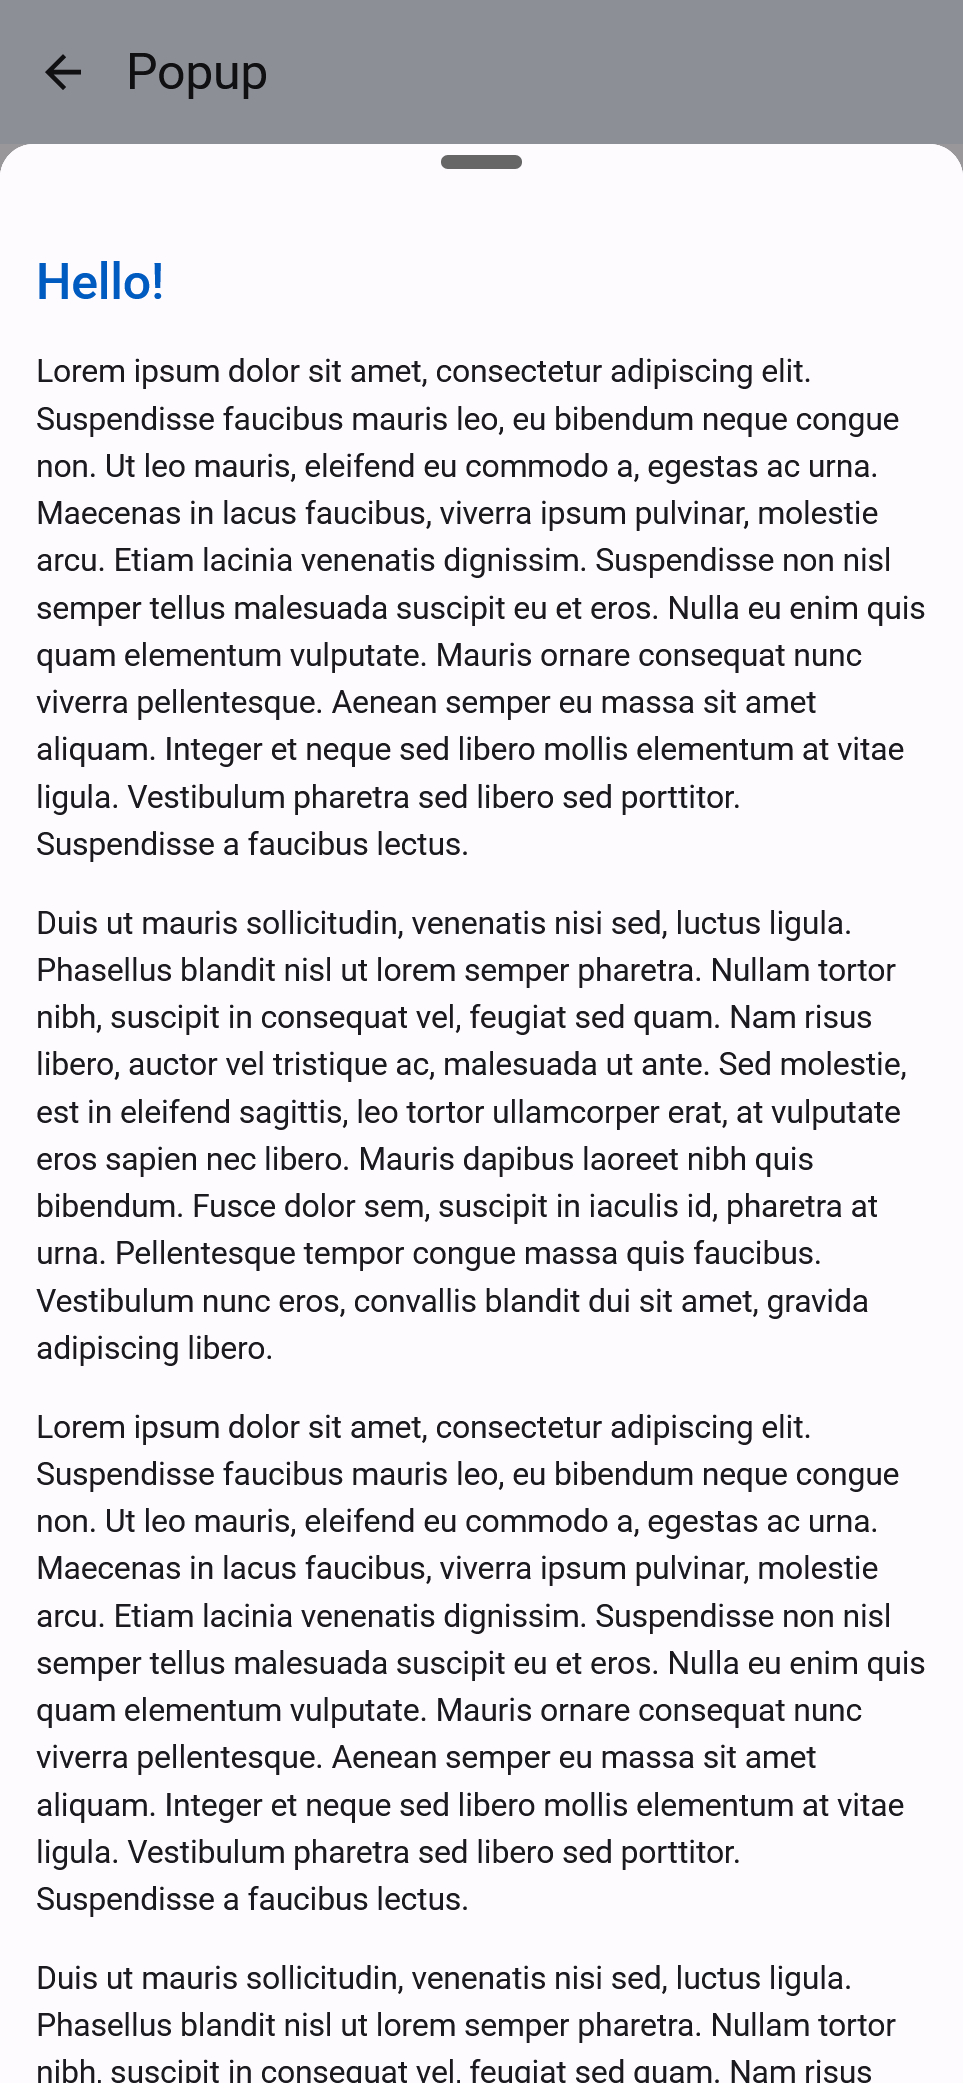 Popup
Hello!
Lorem ipsum dolor sit amet, consectetur adipiscing elit.
Suspendisse faucibus mauris leo, eu bibendum neque congue
non. Ut leo mauris, eleifend eu commodo a, egestas ac urna.
Maecenas in lacus faucibus, viverra ipsum pulvinar, molestie
arcu. Etiam lacinia venenatis dignissim. Suspendisse non nisl
semper tellus malesuada suscipit eu et eros. Nulla eu enim quis
quam elementum vulputate. Mauris ornare consequat nunc
viverra pellentesque. Aenean semper eu massa sit amet
aliquam. Integer et neque sed libero mollis elementum at vitae
ligula. Vestibulum pharetra sed libero sed porttitor.
Suspendisse a faucibus lectus.
Duis ut mauris sollicitudin, venenatis nisi sed, luctus ligula.
Phasellus blandit nisl ut lorem semper pharetra. Nullam tortor
nibh, suscipit in consequat vel, feugiat sed quam. Nam risus
libero, auctor vel tristique ac, malesuada ut ante. Sed molestie,
est in eleifend sagittis, leo tortor ullamcorper erat, at vulputate
eros sapien nec libero. Mauris dapibus laoreet nibh quis
bibendum. Fusce dolor sem, suscipit in iaculis id, pharetra at
urna. Pellentesque tempor congue massa quis faucibus.
Vestibulum nunc eros, convallis blandit dui sit amet, gravida
adipiscing libero.
Lorem ipsum dolor sit amet, consectetur adipiscing elit.
Suspendisse faucibus mauris leo, eu bibendum neque congue
non. Ut leo mauris, eleifend eu commodo a, egestas ac urna.
Maecenas in lacus faucibus, viverra ipsum pulvinar, molestie
arcu. Etiam lacinia venenatis dignissim. Suspendisse non nisl
semper tellus malesuada suscipit eu et eros. Nulla eu enim quis
quam elementum vulputate. Mauris ornare consequat nunc
viverra pellentesque. Aenean semper eu massa sit amet
aliquam. Integer et neque sed libero mollis elementum at vitae
ligula. Vestibulum pharetra sed libero sed porttitor.
Suspendisse a faucibus lectus.
Duis ut mauris sollicitudin, venenatis nisi sed, luctus ligula.
Phasellus blandit nisl ut lorem semper pharetra. Nullam tortor
nibh, suscipit in consequat vel, feugiat sed quam. Nam risus